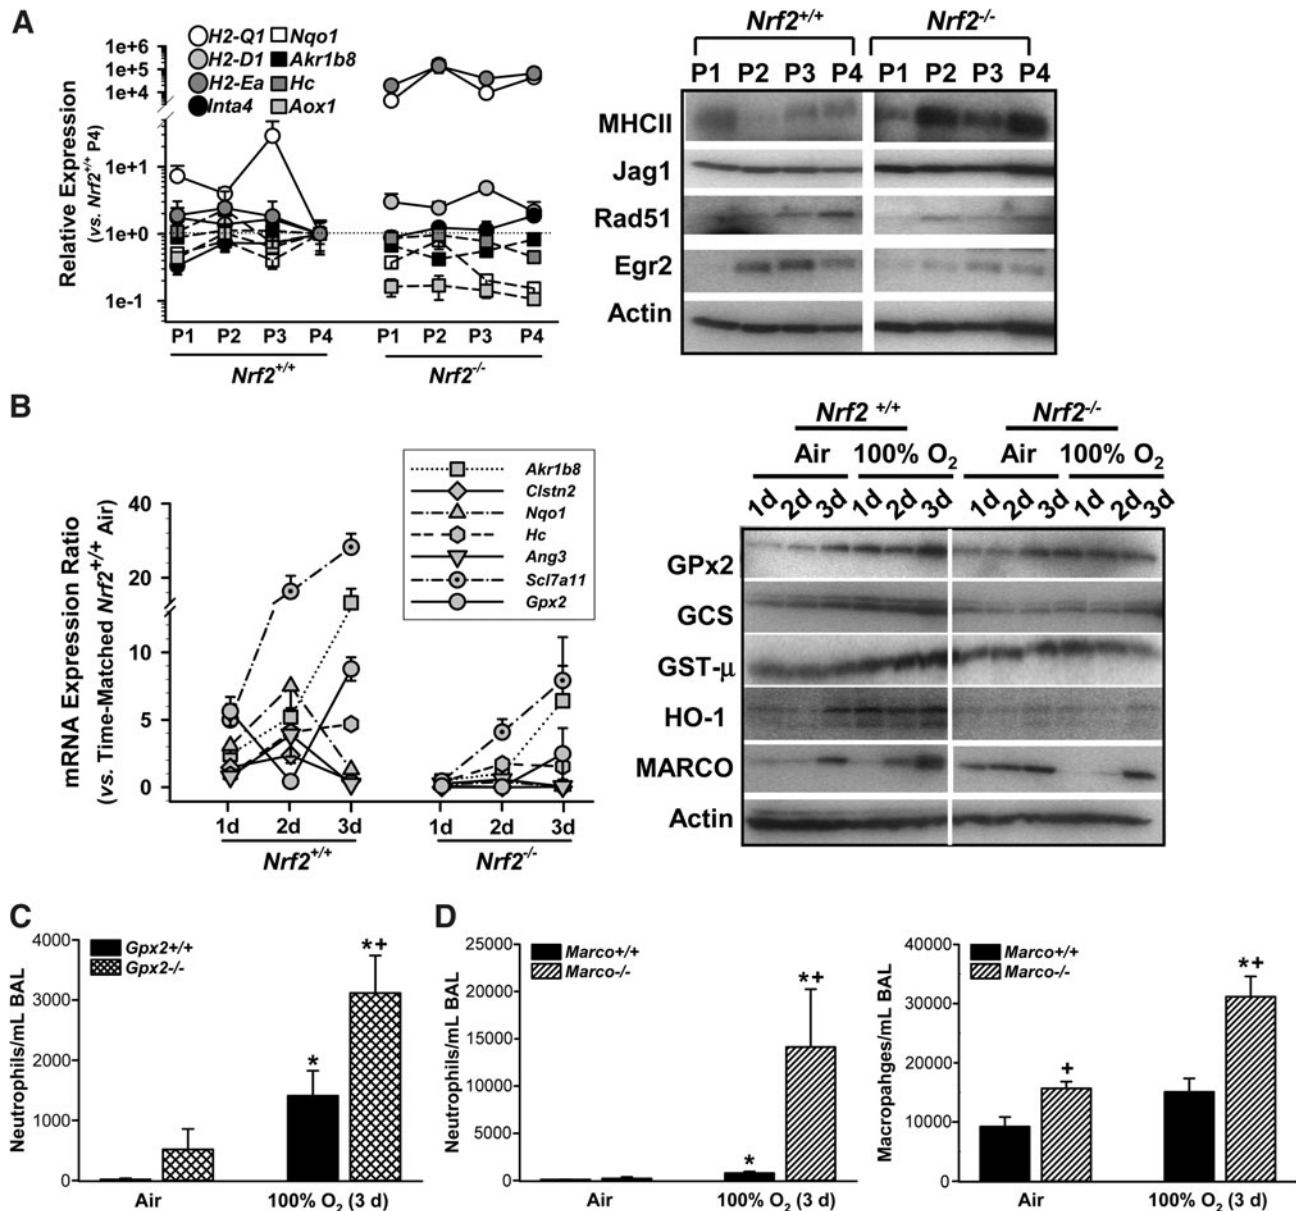 A
H2-Q1 Nqo1
H2-D1 Akr1b8
H2-Ea Hc
Inta4 Aox1
Relative Expression
(vs. Nrf2+/+ P4)
1e+6
1e+5
1e+4
1e+1
1e+0
1e-1
P1 P2 P3 P4 P1 P2 P3 P4
Nrf2+/+ Nrf2-/-
Nrf2+/+ Nrf2-/-
P1 P2 P3 P4 P1 P2 P3 P4
MHCII
Jag1
Rad51
Egr2
Actin
B
mRNA Expression Ratio
(vs. Time-Matched Nrf2+/+ Air)
40
20
10
5
0
Akr1b8
Clstn2
Nqo1
Hc
Ang3
Scl7a11
Gpx2
1d 2d 3d 1d 2d 3d
Nrf2+/+ Nrf2-/-
Nrf2 +/+ Nrf2-/-
Air 100% O2 Air 100% O2
1d 2d 3d 1d 2d 3d 1d 2d 3d 1d 2d 3d
GPx2
GCS
GST-μ
HO-1
MARCO
Actin
C
Neutrophils/mL BAL
4000
3000
2000
1000
0
Gpx2+/+
Gpx2-/-
*
*+
Air 100% O2 (3 d)
D
Neutrophils/mL BAL
25000
20000
15000
10000
5000
0
Marco+/+
Marco-/-
*
*+
Air 100% O2 (3 d)
Macropahges/mL BAL
40000
30000
20000
10000
0
Marco+/+
Marco-/-
+
*+
Air 100% O2 (3 d)